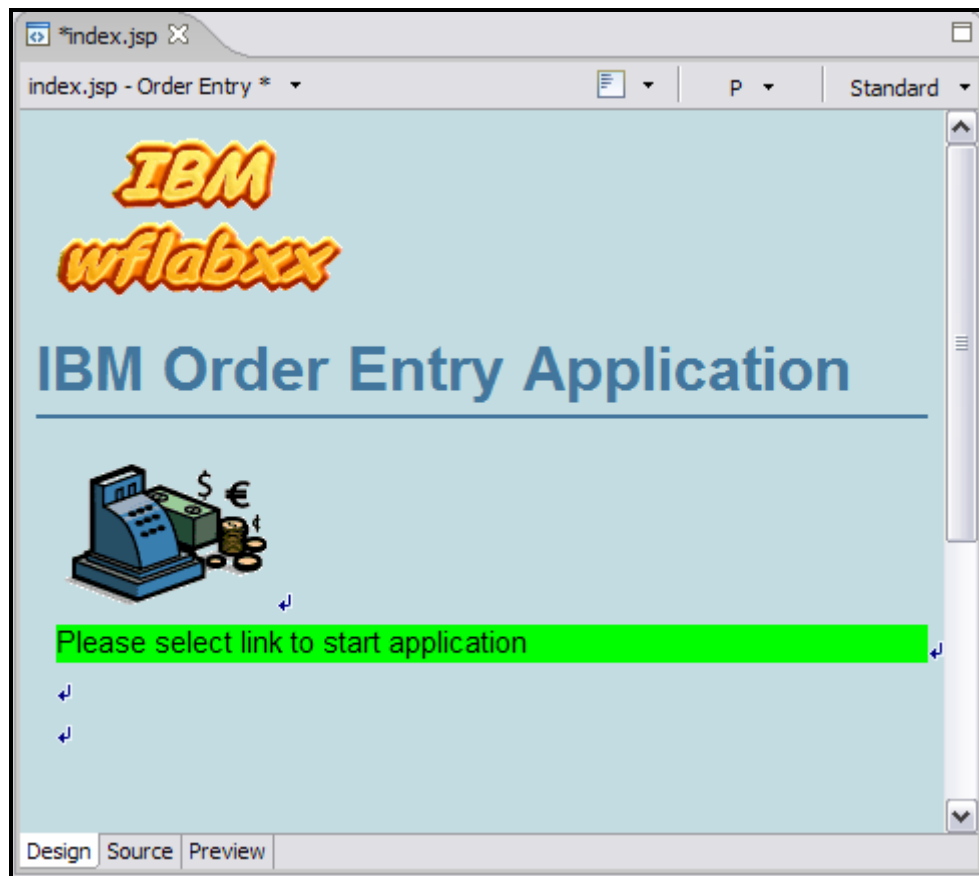 *index.jsp
index.jsp - Order Entry * P Standard
IBM
wflabxx
IBM Order Entry Application
$ € ¢
Please select link to start application
Design Source Preview